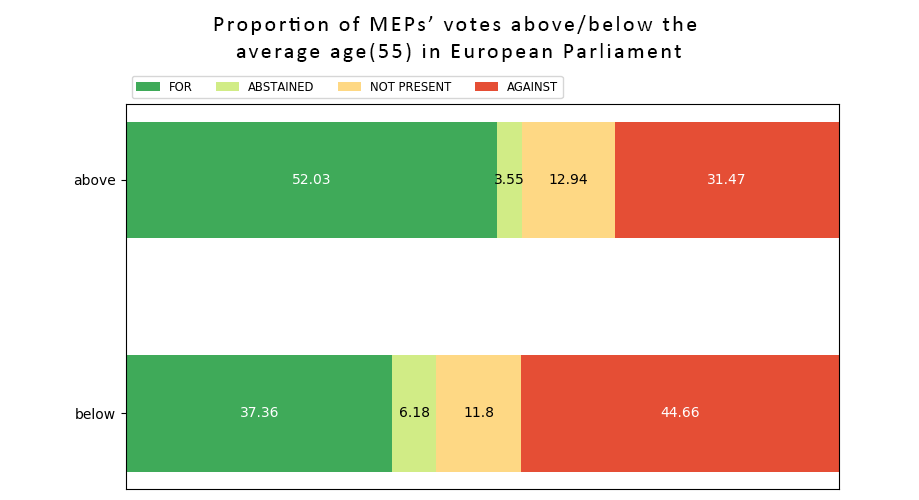 Proportion of MEPs’ votes above/below the
average age(55) in European Parliament
FOR ABSTAINED NOT PRESENT AGAINST
above 52.03 3.55 12.94 31.47
below 37.36 6.18 11.8 44.66